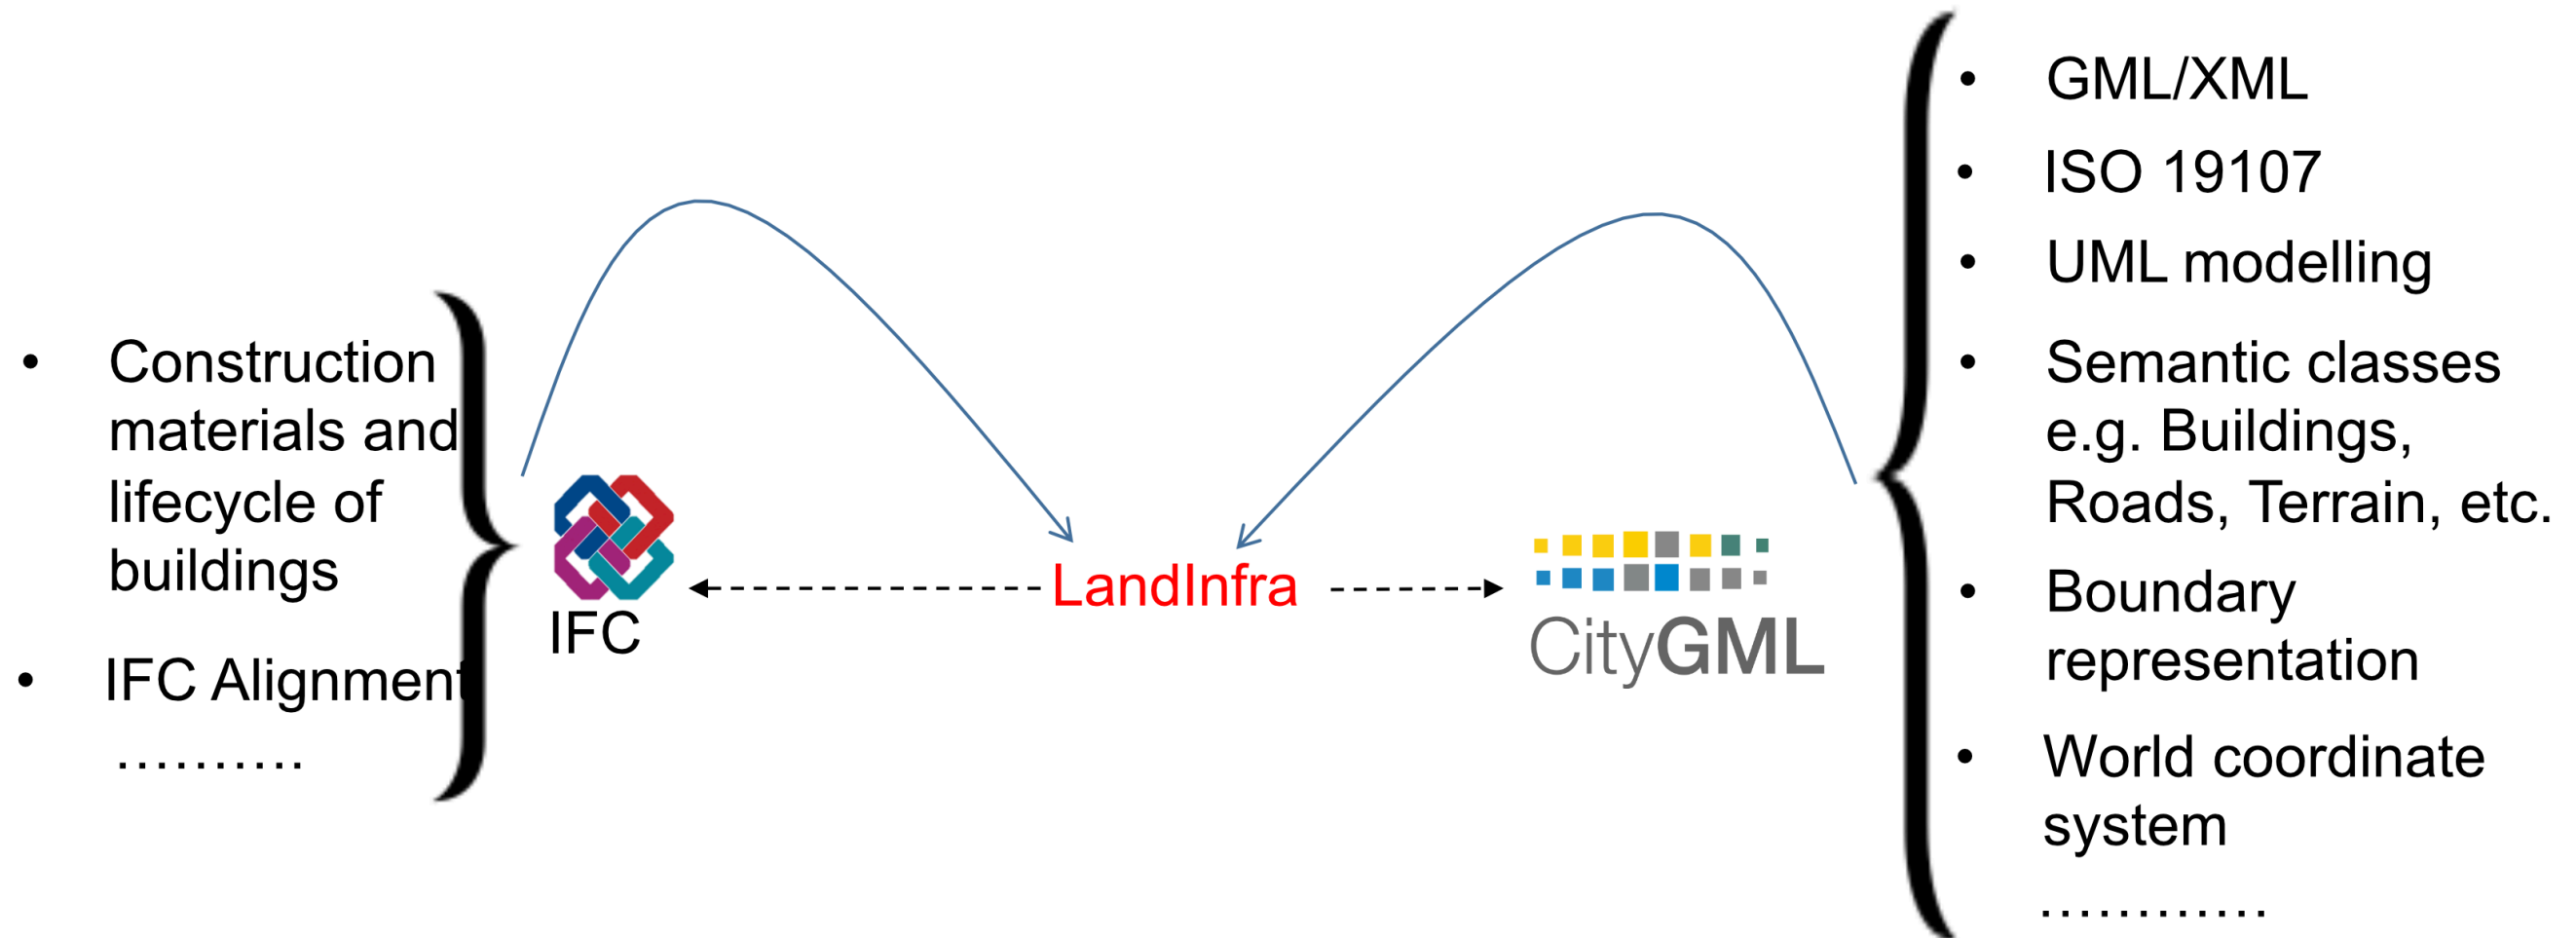 • Construction
materials and
lifecycle of
buildings
• IFC Alignment
..........
IFC
LandInfra
CityGML
• GML/XML
• ISO 19107
• UML modelling
• Semantic classes
e.g. Buildings,
Roads, Terrain, etc.
• Boundary
representation
• World coordinate
system
............